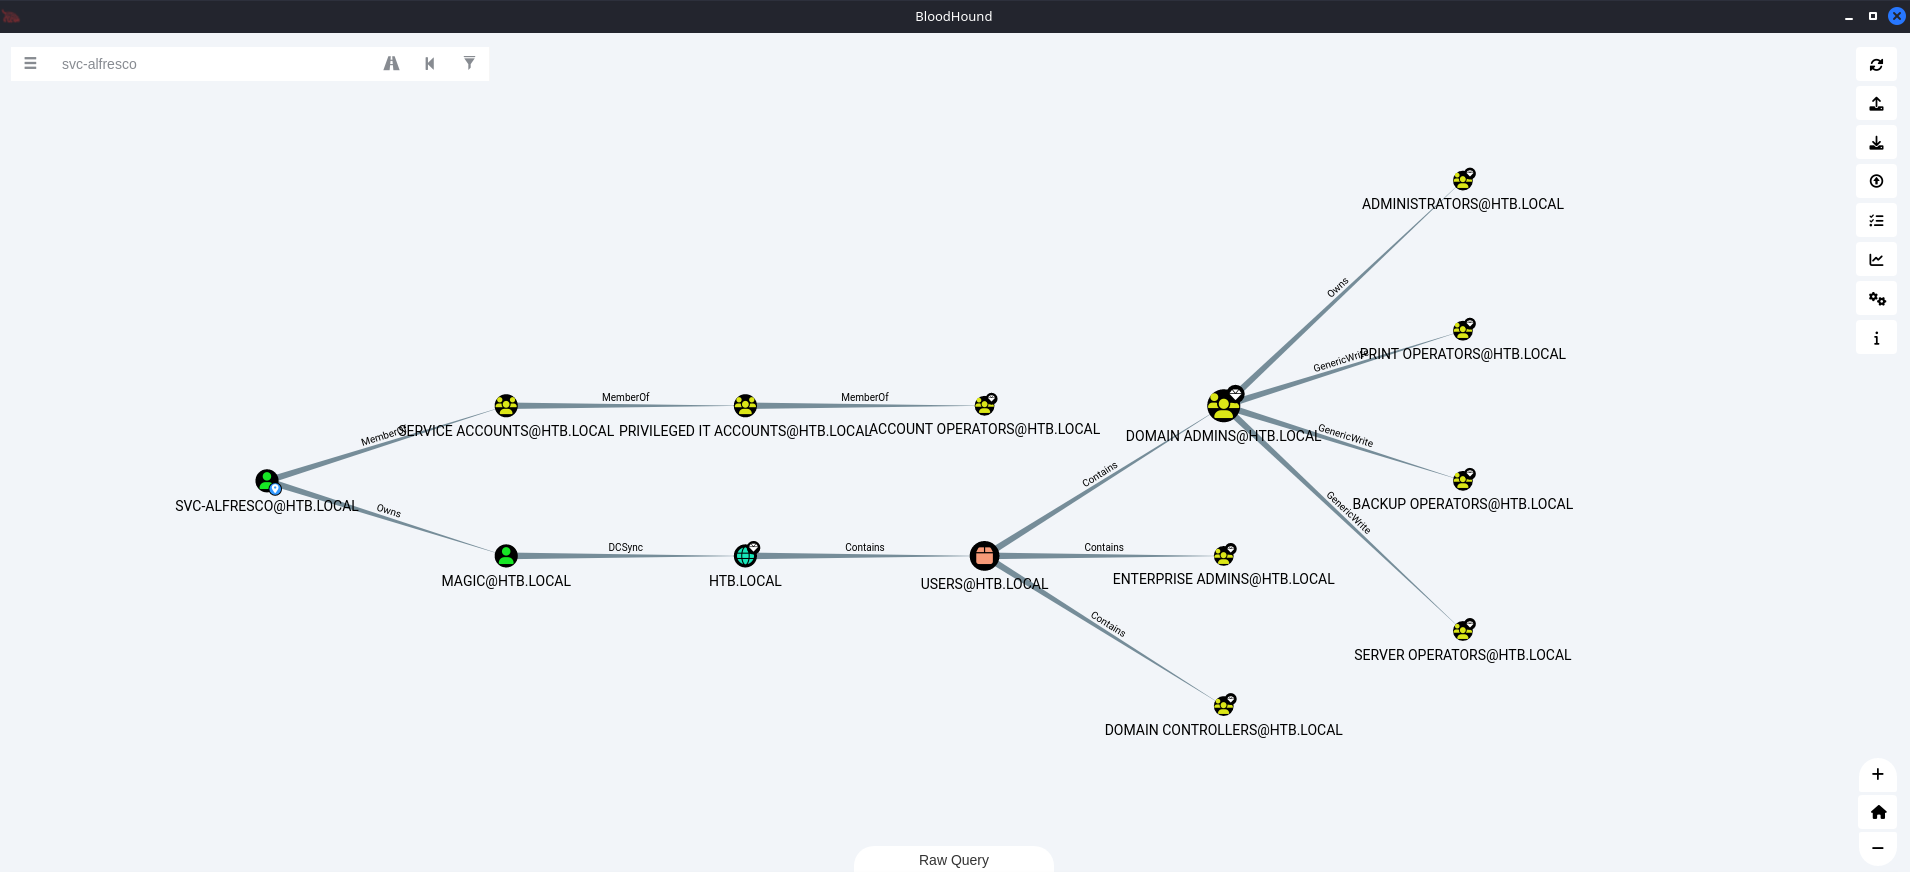 BloodHound
svc-alfresco
ADMINISTRATORS@HTB.LOCAL
Owns
GenericWrite
PRINT OPERATORS@HTB.LOCAL
MemberOf
MemberOf
MemberOf
SERVICE ACCOUNTS@HTB.LOCAL
PRIVILEGED IT ACCOUNTS@HTB.LOCAL
ACCOUNT OPERATORS@HTB.LOCAL
DOMAIN ADMINS@HTB.LOCAL
GenericWrite
Contains
SVC-ALFRESCO@HTB.LOCAL
Owns
GenericWrite
BACKUP OPERATORS@HTB.LOCAL
DCSync
Contains
Contains
MAGIC@HTB.LOCAL
HTB.LOCAL
USERS@HTB.LOCAL
ENTERPRISE ADMINS@HTB.LOCAL
Contains
SERVER OPERATORS@HTB.LOCAL
DOMAIN CONTROLLERS@HTB.LOCAL
Raw Query